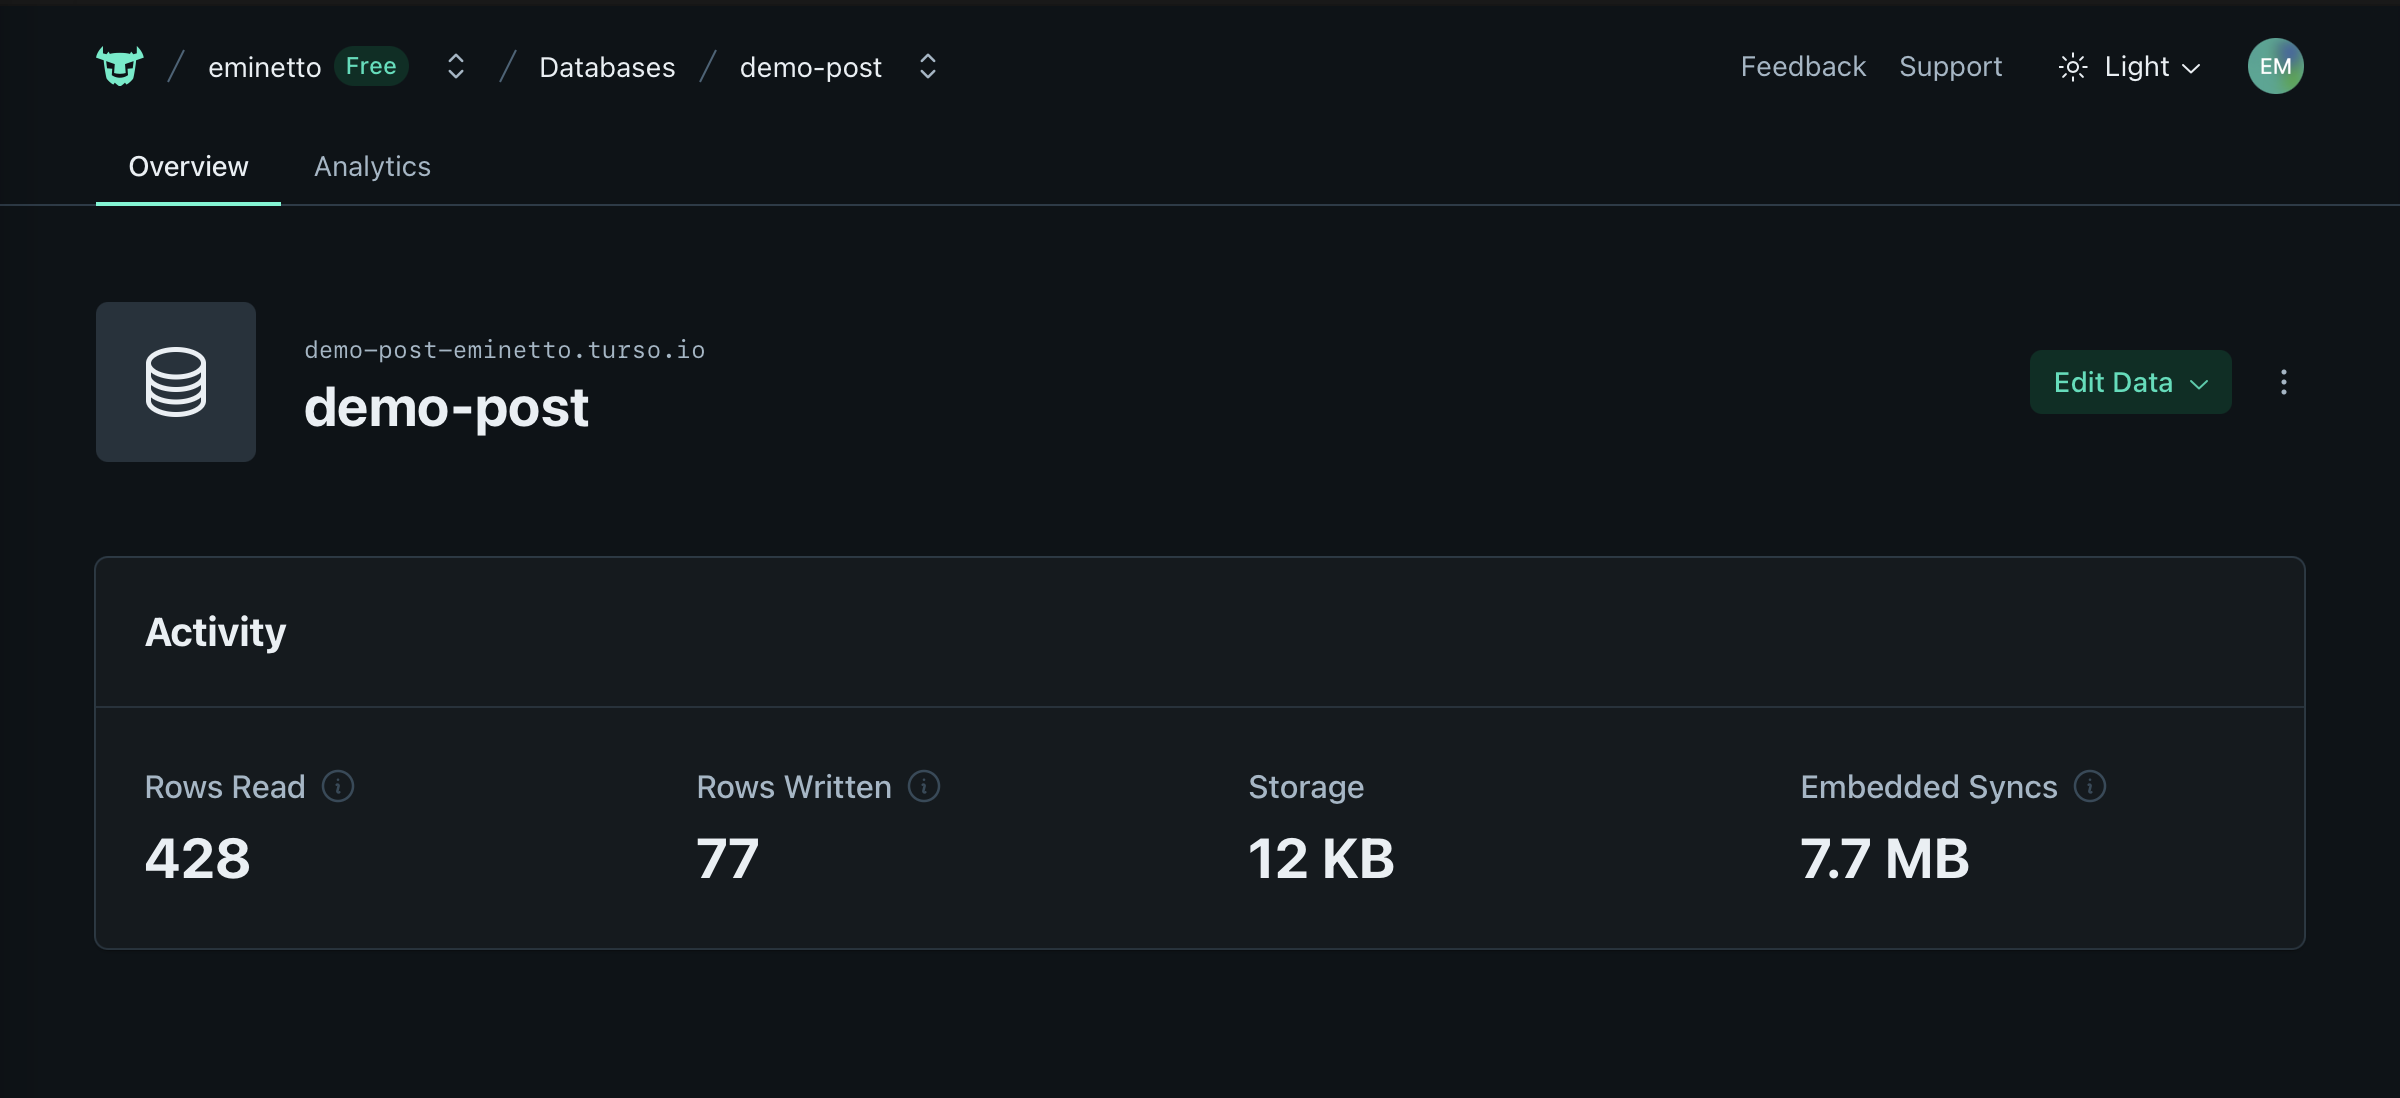 / eminetto Free / Databases / demo-post
Feedback Support Light EM
Overview Analytics
demo-post-eminetto.turso.io
demo-post
Edit Data
Activity
Rows Read Rows Written Storage Embedded Syncs
428 77 12 KB 7.7 MB